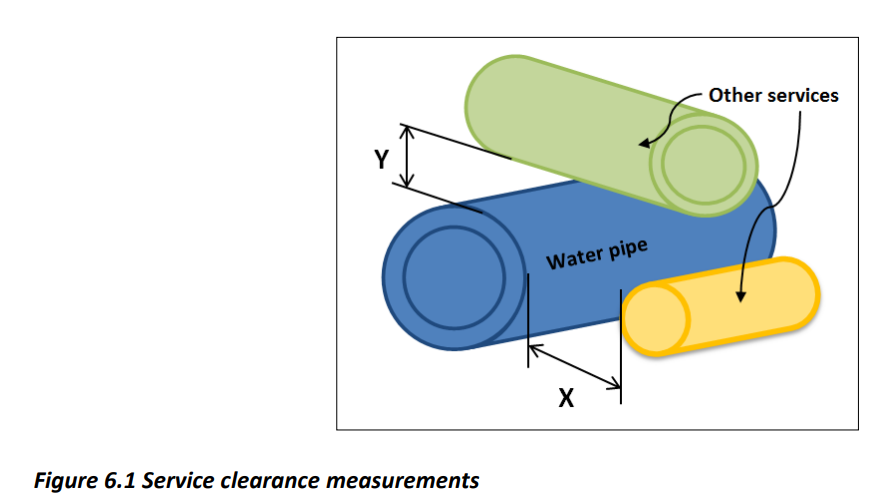 Other services
Y
Water pipe
X
Figure 6.1 Service clearance measurements